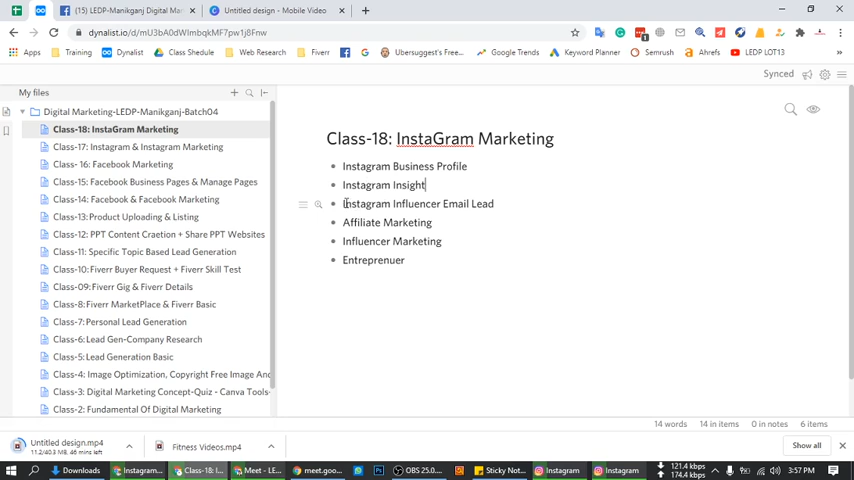 (15) LEDP-Manikganj Digital Mar
Untitled design - Mobile Video
dynalist.io/d/mU3bA0dWImbqkMF7pw1j8Fnw
Apps
Training
Dynalist
Class Shedule
Web Research
Fiverr
Ubersuggest's Free...
Google Trends
Keyword Planner
Semrush
Ahrefs
LEDP LOT13
My files
Synced
Digital Marketing-LEDP-Manikganj-Batch04
Class-18: InstaGram Marketing
Class-17: Instagram & Instagram Marketing
Class- 16: Facebook Marketing
Class-15: Facebook Business Pages & Manage Pages
Class-14: Facebook & Facebook Marketing
Class-13: Product Uploading & Listing
Class-12: PPT Content Craetion + Share PPT Websites
Class-11: Specific Topic Based Lead Generation
Class-10: Fiverr Buyer Request + Fiverr Skill Test
Class-09: Fiverr Gig & Fiverr Details
Class-8: Fiverr MarketPlace & Fiverr Basic
Class-7: Personal Lead Generation
Class-6: Lead Gen-Company Research
Class-5: Lead Generation Basic
Class-4: Image Optimization, Copyright Free Image And
Class-3: Digital Marketing Concept-Quiz - Canva Tools-
Class-2: Fundamental Of Digital Marketing
Class-18: InstaGram Marketing
Instagram Business Profile
Instagram Insight
Instagram Influencer Email Lead
Affiliate Marketing
Influencer Marketing
Entreprenuer
14 words
14 in items
0 in notes
6 items
Untitled design.mp4
11.2/40.3 MB, 46 mins left
Fitness Videos.mp4
Show all
Downloads
Instagram...
Class-18: I...
Meet - LE...
meet.goo...
OBS 25.0....
Sticky Not...
Instagram
Instagram
121.4 kbps
174.4 kbps
3:57 PM